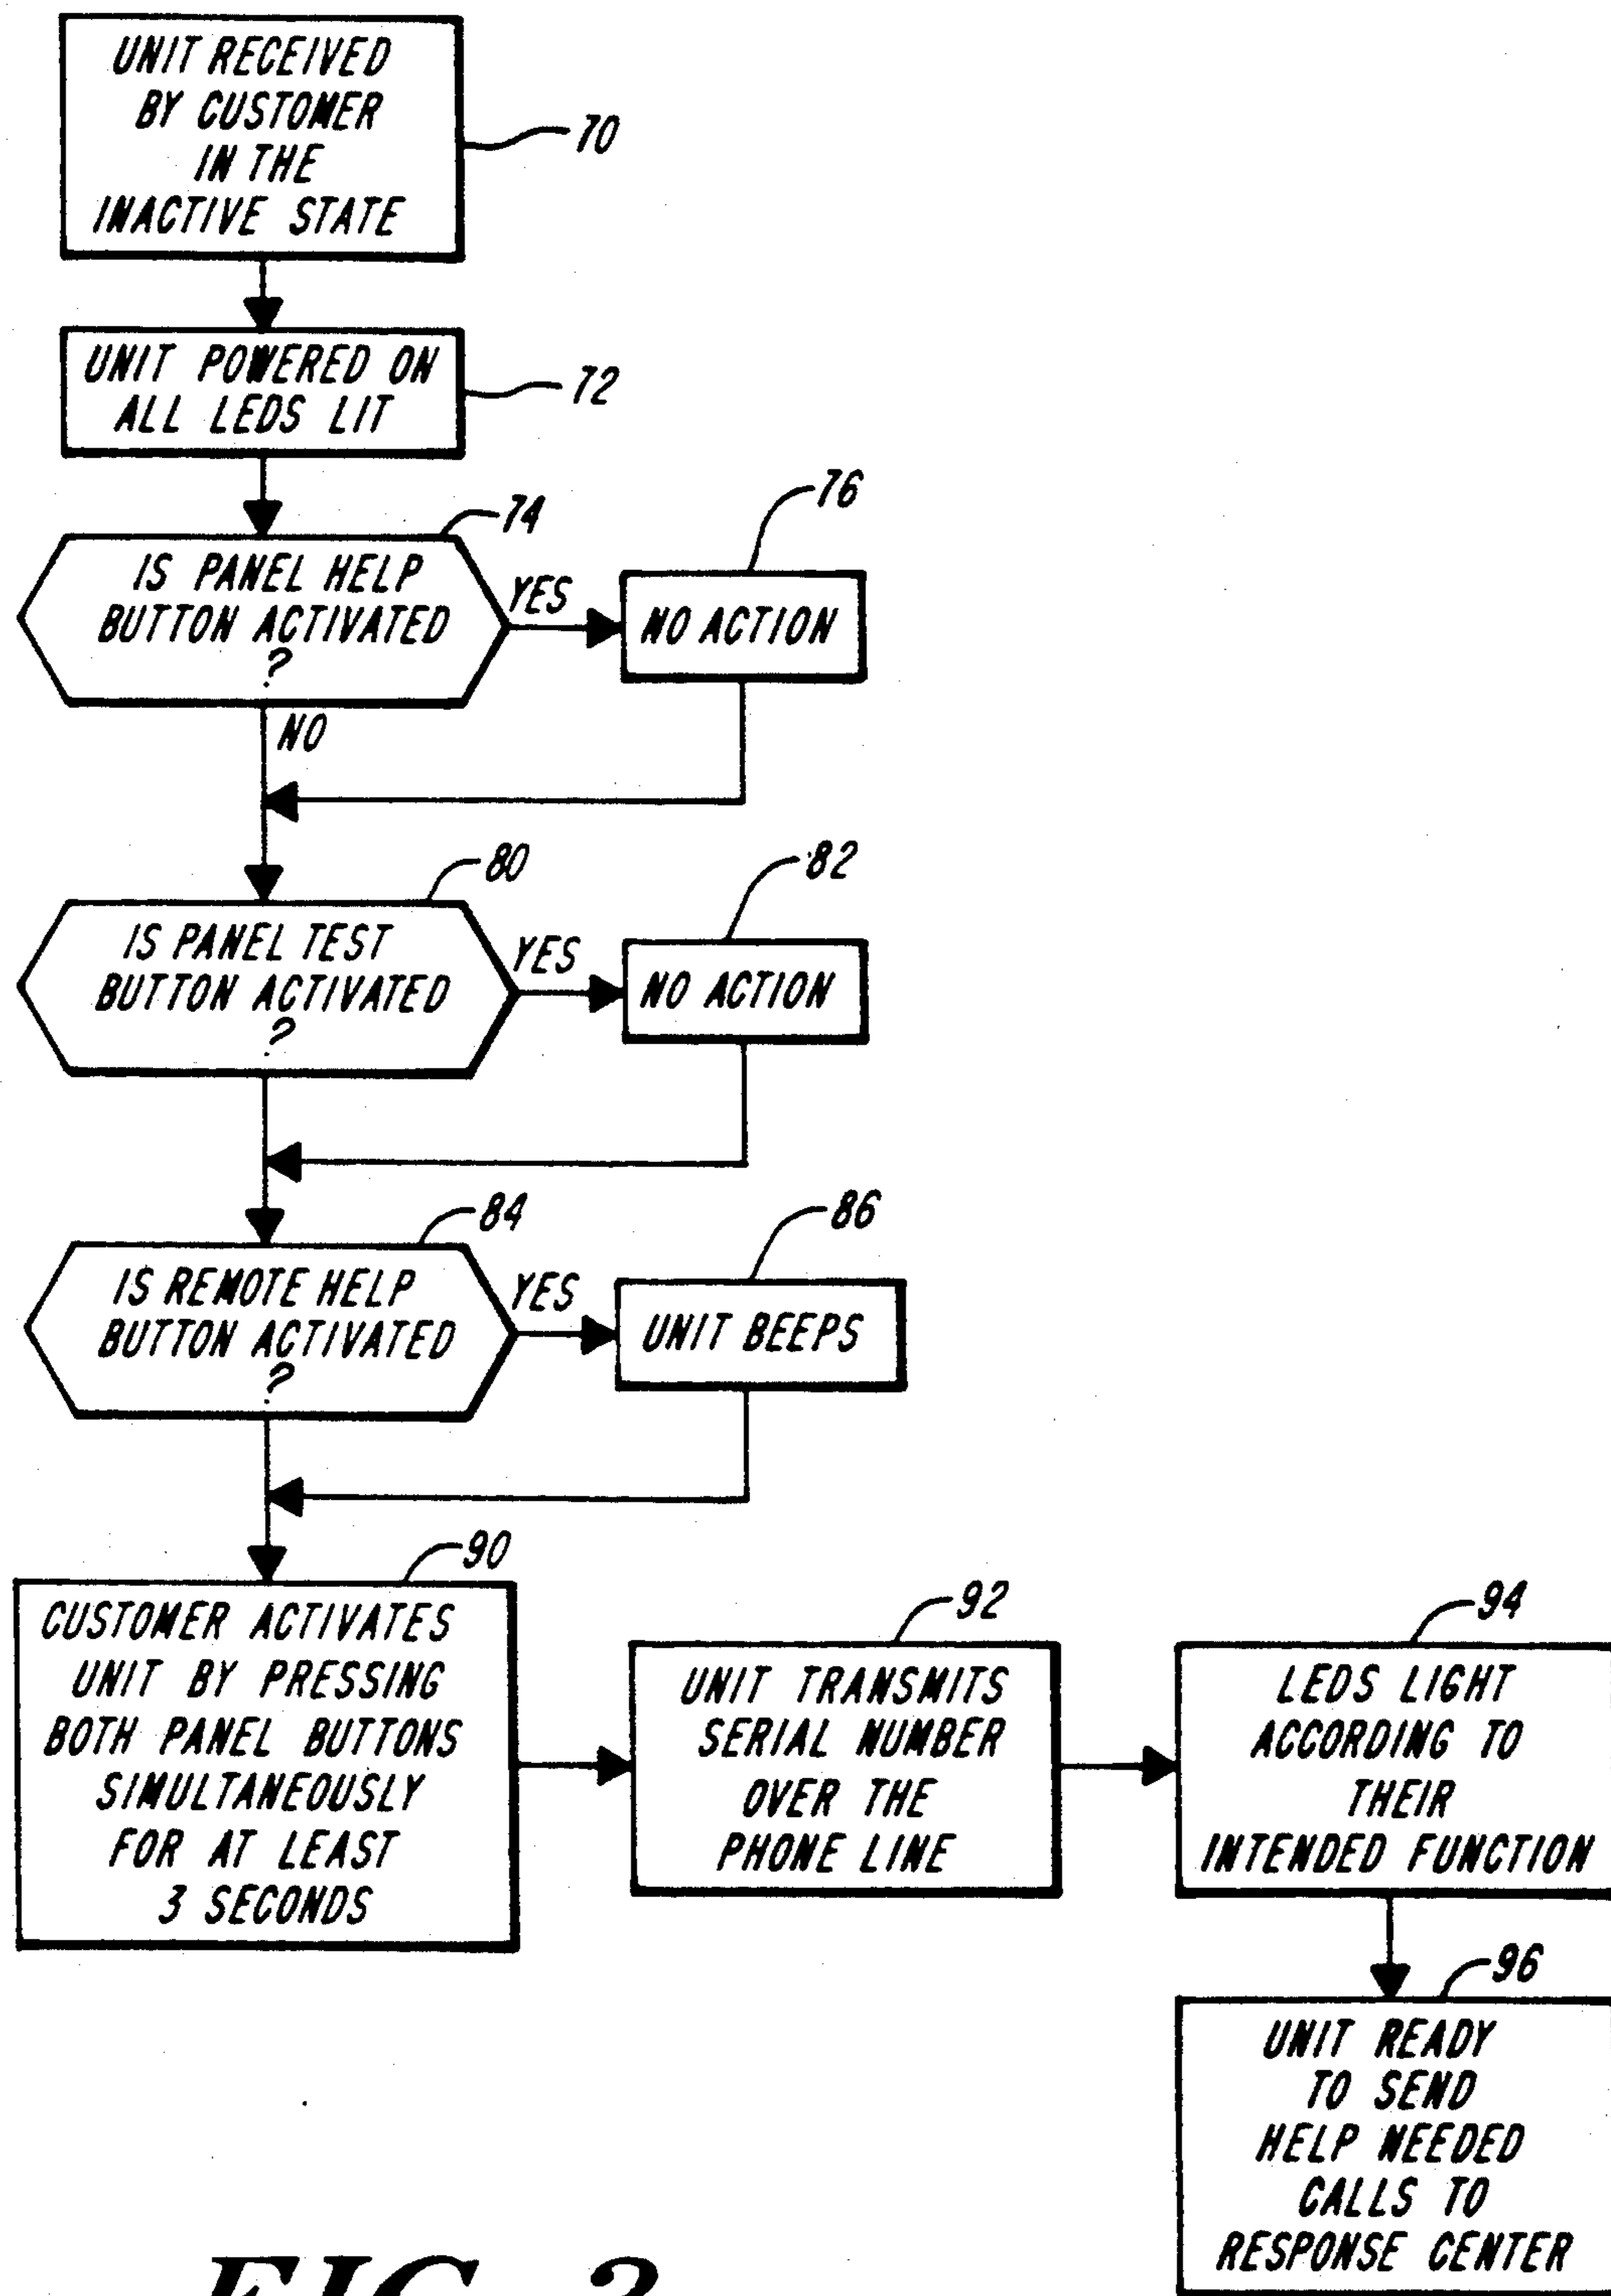 UNIT RECEIVED
BY CUSTOMER
IN THE
INACTIVE STATE
70
UNIT POWERED ON
ALL LEDS LIT
72
74
IS PANEL HELP
BUTTON ACTIVATED
?
YES
76
NO ACTION
NO
80
IS PANEL TEST
BUTTON ACTIVATED
?
YES
82
NO ACTION
84
IS REMOTE HELP
BUTTON ACTIVATED
?
YES
86
UNIT BEEPS
90
CUSTOMER ACTIVATES
UNIT BY PRESSING
BOTH PANEL BUTTONS
SIMULTANEOUSLY
FOR AT LEAST
3 SECONDS
92
UNIT TRANSMITS
SERIAL NUMBER
OVER THE
PHONE LINE
94
LEDS LIGHT
ACCORDING TO
THEIR
INTENDED FUNCTION
96
UNIT READY
TO SEND
HELP NEEDED
CALLS TO
RESPONSE CENTER
FIG.